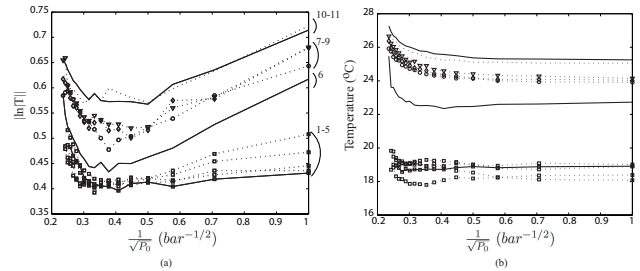 0.75
0.7
0.65
0.6
0.55
0.5
0.45
0.4
0.35
||ln|T||
0.2 0.3 0.4 0.5 0.6 0.7 0.8 0.9 1
1/√P₀ (bar^−1/2)
10-11
7-9
6
1-5
(a)
28
26
24
22
20
18
16
Temperature (°C)
0.2 0.3 0.4 0.5 0.6 0.7 0.8 0.9 1
1/√P₀ (bar^−1/2)
(b)